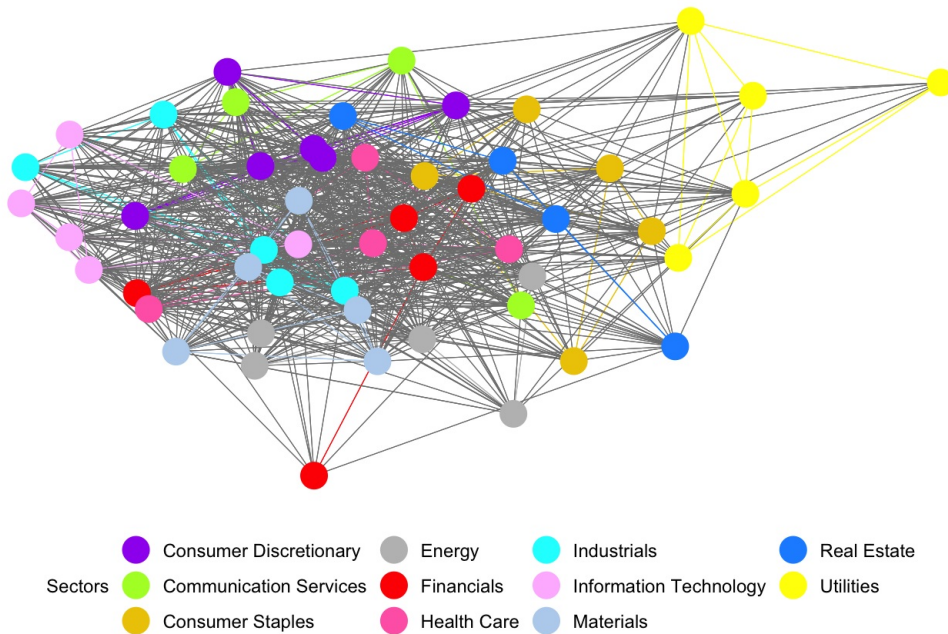 Consumer Discretionary Energy Industrials Real Estate
Sectors Communication Services Financials Information Technology Utilities
Consumer Staples Health Care Materials